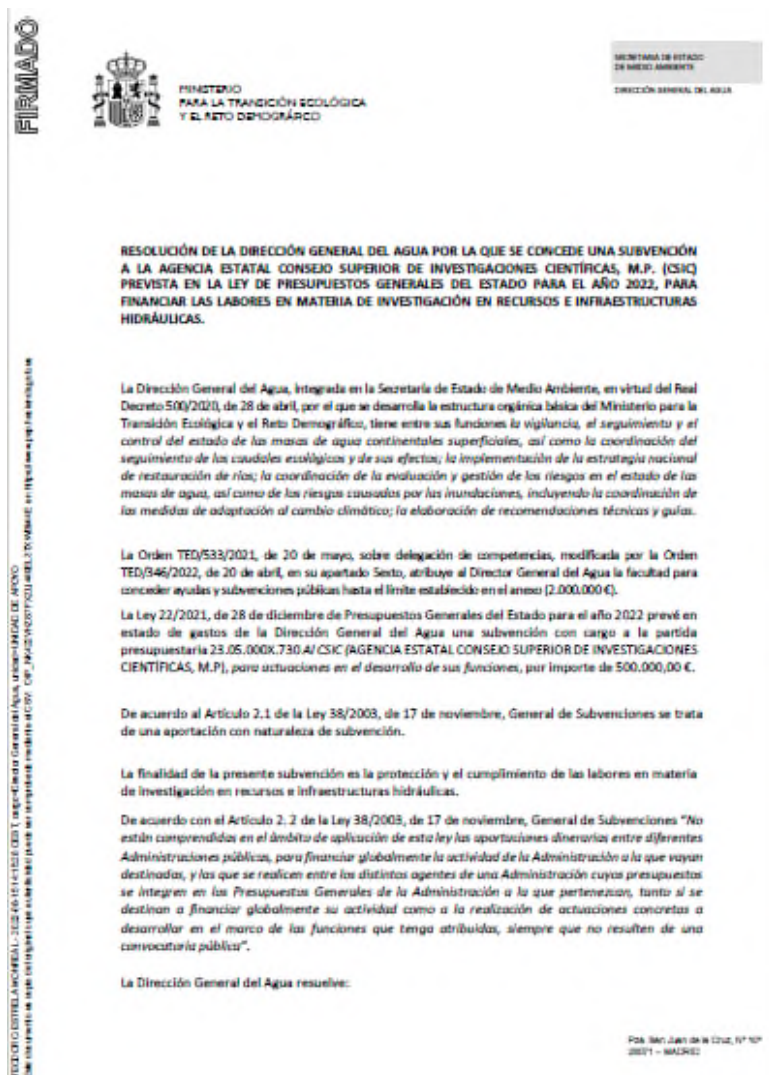 FIRMADO
MINISTERIO
PARA LA TRANSICIÓN ECOLÓGICA
Y EL RETO DEMOGRÁFICO
SECRETARIA DE ESTADO
DE MEDIO AMBIENTE
DIRECCIÓN GENERAL DEL AGUA
RESOLUCIÓN DE LA DIRECCIÓN GENERAL DEL AGUA POR LA QUE SE CONCEDE UNA SUBVENCIÓN
A LA AGENCIA ESTATAL CONSEJO SUPERIOR DE INVESTIGACIONES CIENTÍFICAS, M.P. (CSIC)
PREVISTA EN LA LEY DE PRESUPUESTOS GENERALES DEL ESTADO PARA EL AÑO 2022, PARA
FINANCIAR LAS LABORES EN MATERIA DE INVESTIGACIÓN EN RECURSOS E INFRAESTRUCTURAS
HIDRÁULICAS.
La Dirección General del Agua, integrada en la Secretaría de Estado de Medio Ambiente, en virtud del Real
Decreto 500/2020, de 28 de abril, por el que se desarrolla la estructura orgánica básica del Ministerio para la
Transición Ecológica y el Reto Demográfico, tiene entre sus funciones la vigilancia, el seguimiento y el
control del estado de las masas de agua continentales superficiales, así como la coordinación del
seguimiento de los caudales ecológicos y de sus efectos; la implementación de la estrategia nacional
de restauración de ríos; la coordinación de la evaluación y gestión de los riesgos en el estado de las
masas de agua, así como de los riesgos causados por las inundaciones, incluyendo la coordinación de
las medidas de adaptación al cambio climático; la elaboración de recomendaciones técnicas y guías.
La Orden TED/533/2021, de 20 de mayo, sobre delegación de competencias, modificada por la Orden
TED/346/2022, de 20 de abril, en su apartado Sexto, atribuye al Director General del Agua la facultad para
conceder ayudas y subvenciones públicas hasta el límite establecido en el anexo (2.000.000 €).
La Ley 22/2021, de 28 de diciembre de Presupuestos Generales del Estado para el año 2022 prevé en
estado de gastos de la Dirección General del Agua una subvención con cargo a la partida
presupuestaria 23.05.000X.730 Al CSIC (AGENCIA ESTATAL CONSEJO SUPERIOR DE INVESTIGACIONES
CIENTÍFICAS, M.P), para actuaciones en el desarrollo de sus funciones, por importe de 500.000,00 €.
De acuerdo al Artículo 2.1 de la Ley 38/2003, de 17 de noviembre, General de Subvenciones se trata
de una aportación con naturaleza de subvención.
La finalidad de la presente subvención es la protección y el cumplimiento de las labores en materia
de investigación en recursos e infraestructuras hidráulicas.
De acuerdo con el Artículo 2. 2 de la Ley 38/2003, de 17 de noviembre, General de Subvenciones "No
están comprendidas en el ámbito de aplicación de esta ley las aportaciones dinerarias entre diferentes
Administraciones públicas, para financiar globalmente la actividad de la Administración a la que vayan
destinadas, y las que se realicen entre los distintos agentes de una Administración cuyos presupuestos
se integren en los Presupuestos Generales de la Administración a la que pertenezcan, tanto si se
destinan a financiar globalmente su actividad como a la realización de actuaciones concretas a
desarrollar en el marco de las funciones que tenga atribuidas, siempre que no resulten de una
convocatoria pública".
La Dirección General del Agua resuelve:
Pza. San Juan de la Cruz, Nº 10
28071 – MADRID